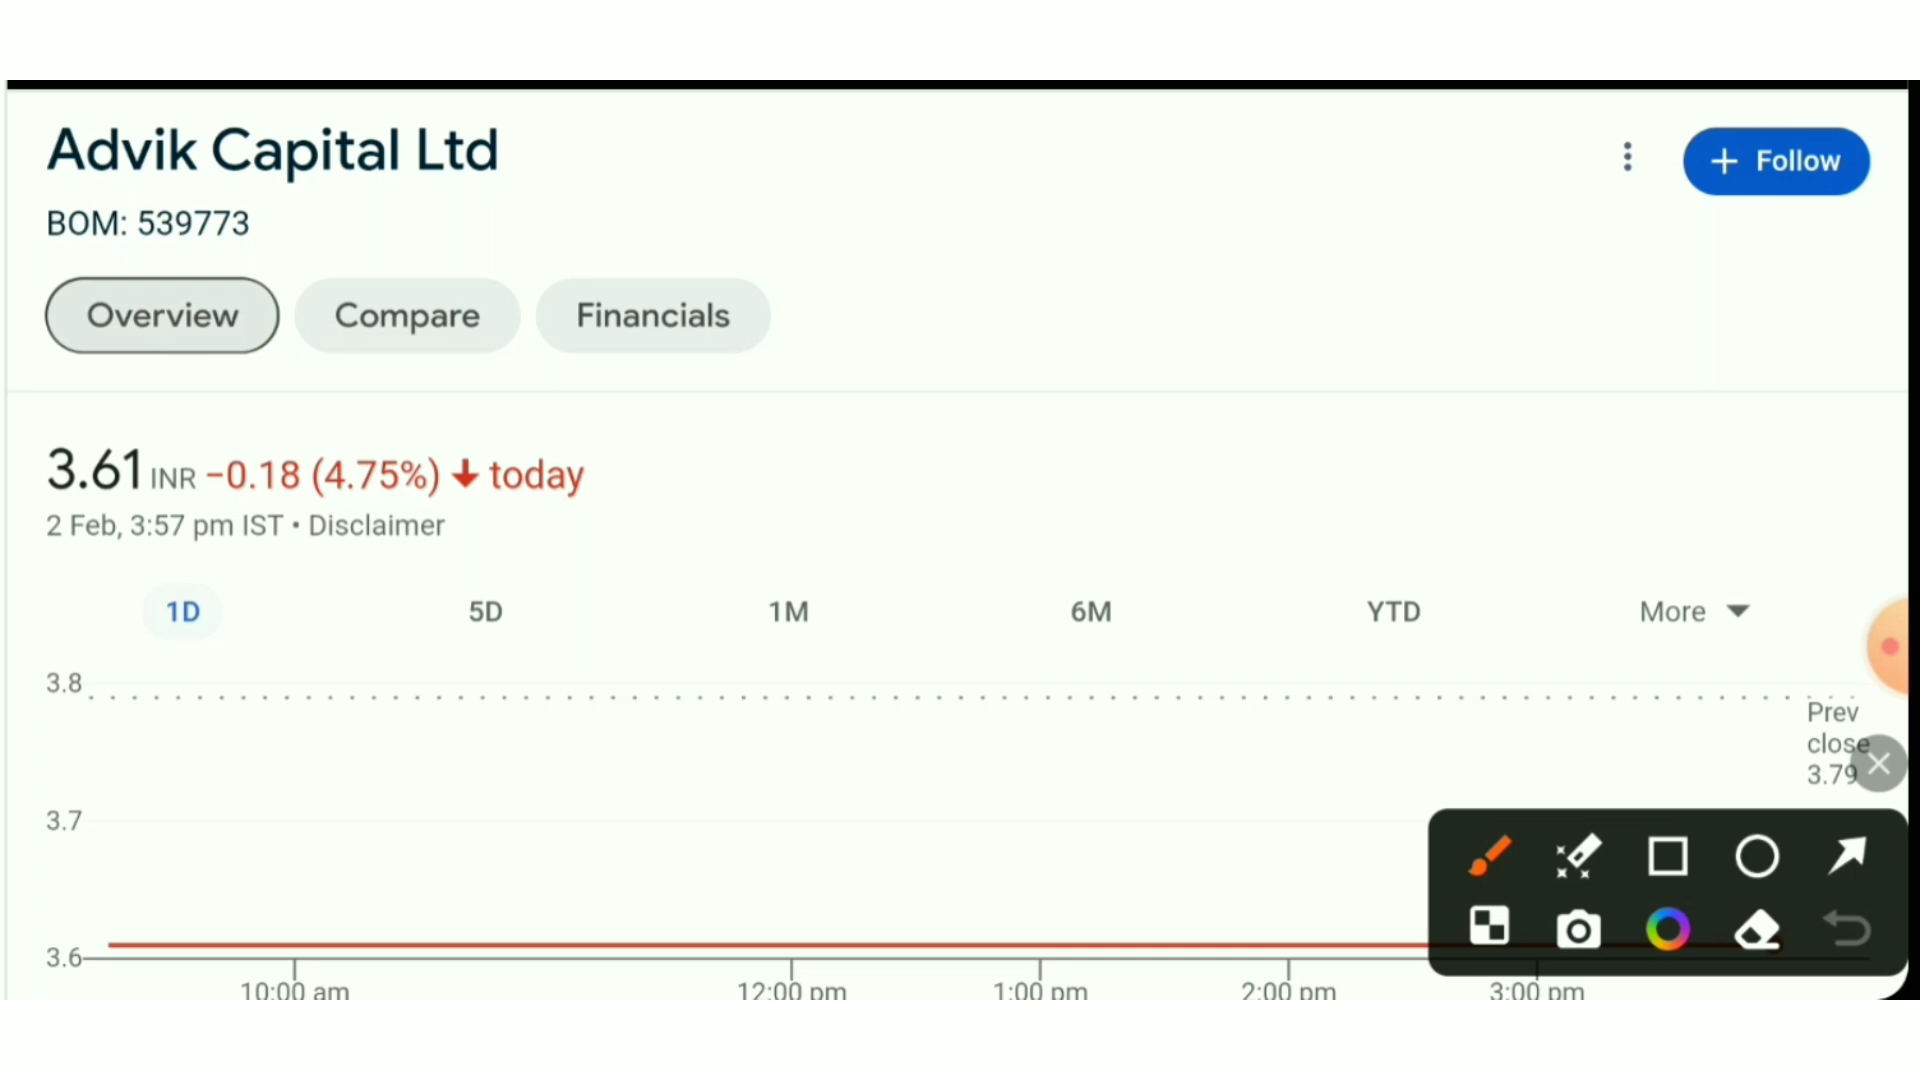 Advik Capital Ltd
+ Follow
BOM: 539773
Overview Compare Financials
3.61 INR −0.18 (4.75%) ↓ today
2 Feb, 3:57 pm IST • Disclaimer
1D 5D 1M 6M YTD More
3.8
Prev
close
3.79
3.7
3.6
10:00 am 12:00 pm 1:00 pm 2:00 pm 3:00 pm